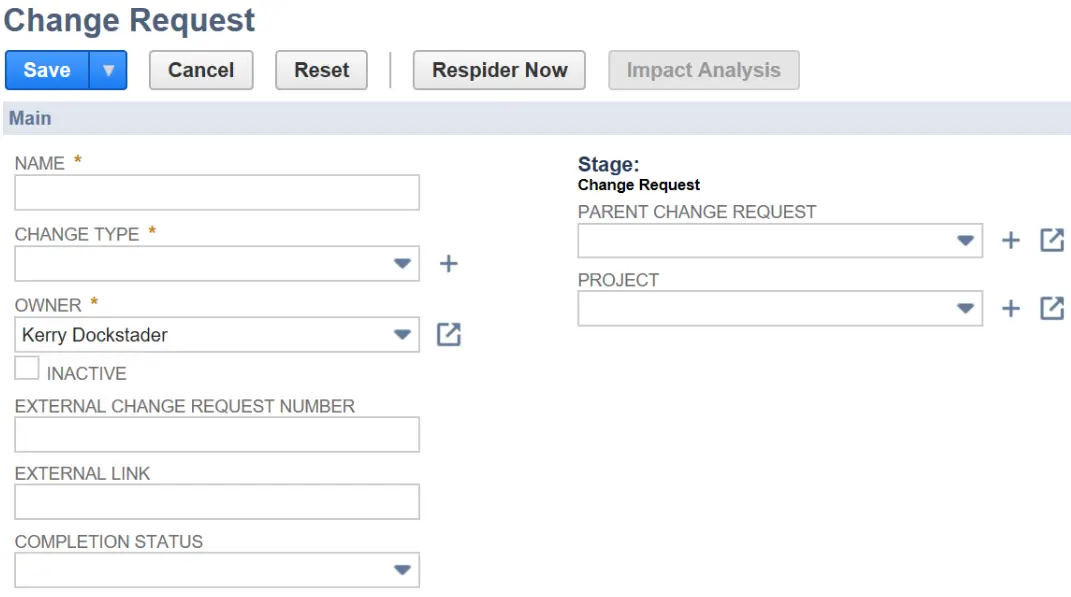 Change Request
Save Cancel Reset Respider Now Impact Analysis
Main
NAME *
CHANGE TYPE *
OWNER *
Kerry Dockstader
INACTIVE
EXTERNAL CHANGE REQUEST NUMBER
EXTERNAL LINK
COMPLETION STATUS
Stage:
Change Request
PARENT CHANGE REQUEST
PROJECT